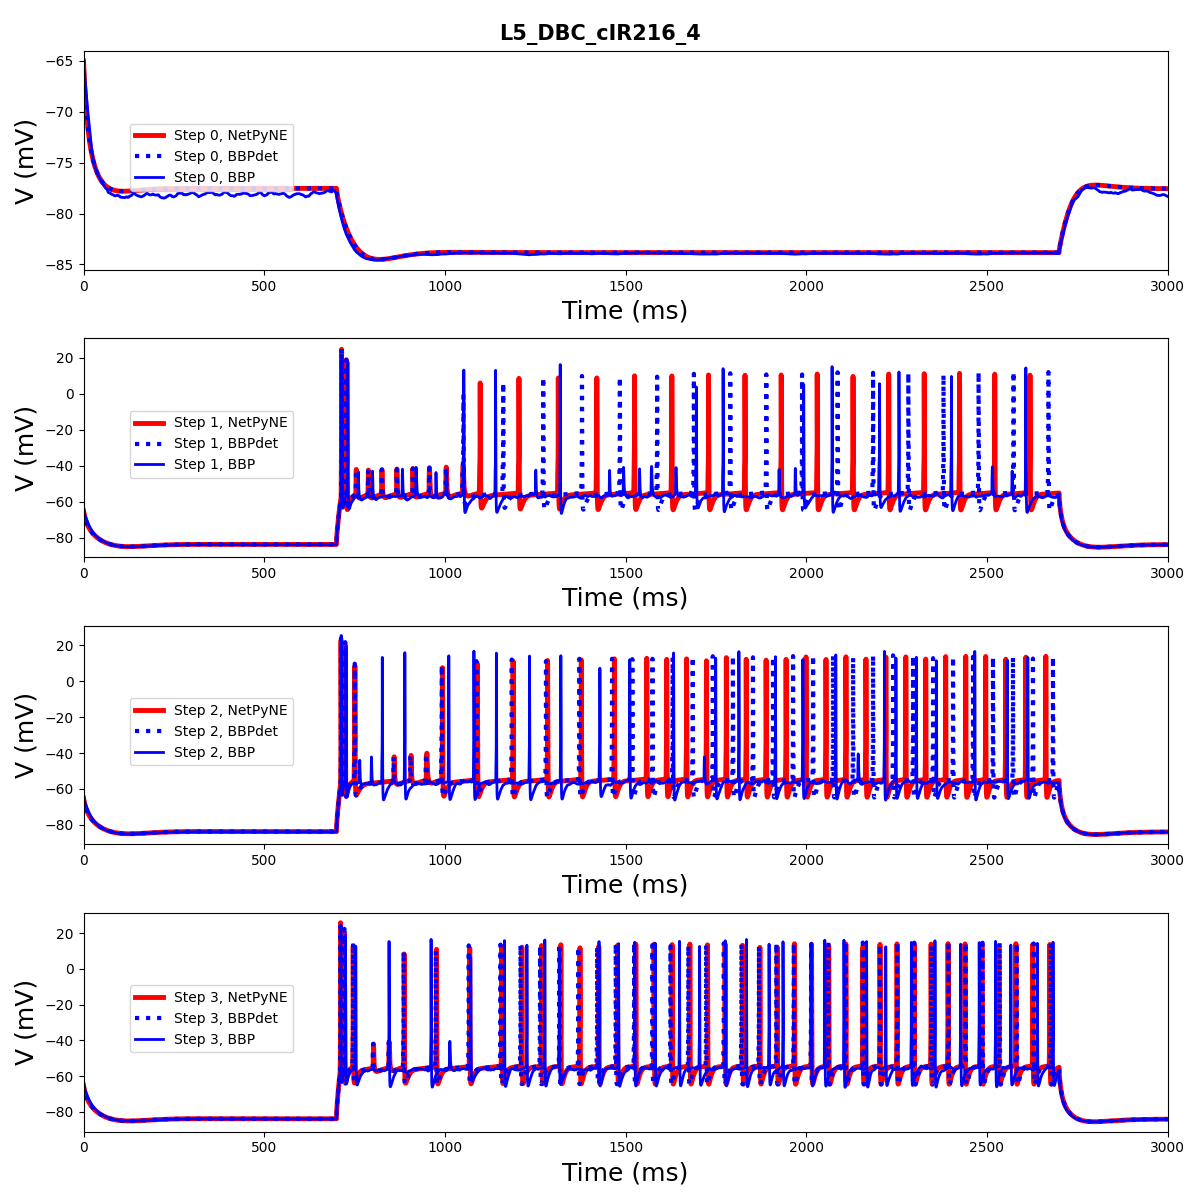 L5_DBC_cIR216_4
−65
−70
−75
−80
−85
V (mV)
Step 0, NetPyNE
Step 0, BBPdet
Step 0, BBP
0 500 1000 1500 2000 2500 3000
Time (ms)
20
0
−20
−40
−60
−80
V (mV)
Step 1, NetPyNE
Step 1, BBPdet
Step 1, BBP
0 500 1000 1500 2000 2500 3000
Time (ms)
20
0
−20
−40
−60
−80
V (mV)
Step 2, NetPyNE
Step 2, BBPdet
Step 2, BBP
0 500 1000 1500 2000 2500 3000
Time (ms)
20
0
−20
−40
−60
−80
V (mV)
Step 3, NetPyNE
Step 3, BBPdet
Step 3, BBP
0 500 1000 1500 2000 2500 3000
Time (ms)